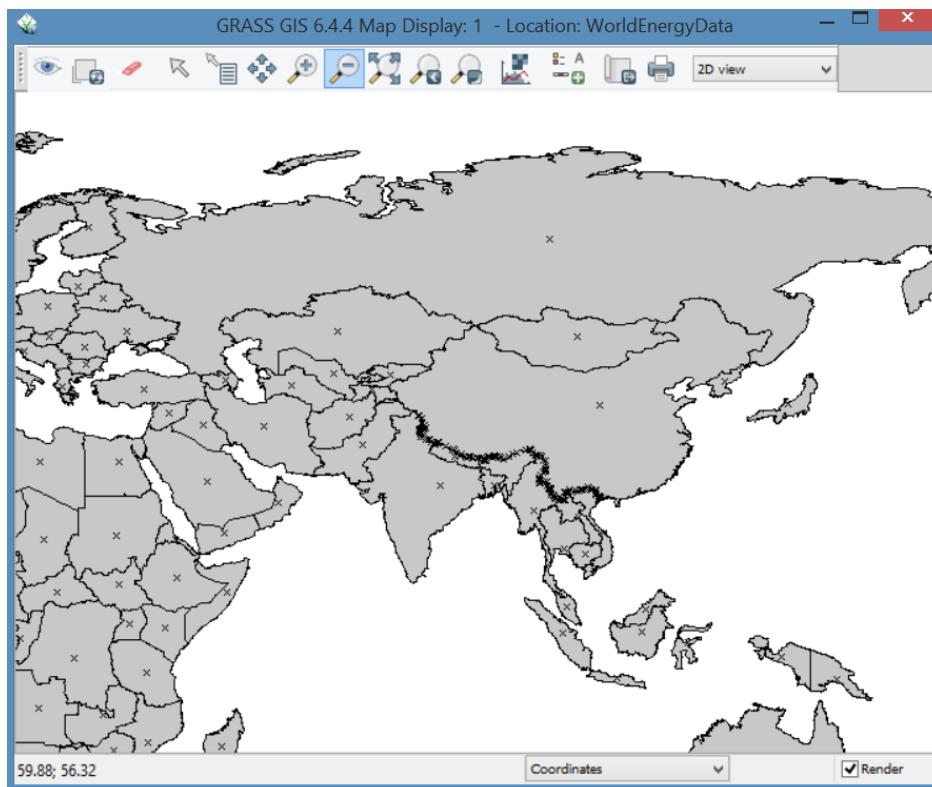 GRASS GIS 6.4.4 Map Display: 1 - Location: WorldEnergyData
2D view
59.88; 56.32
Coordinates
Render